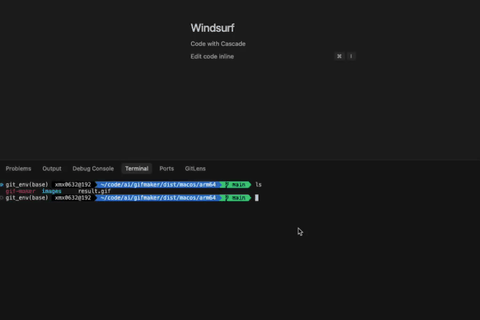 Windsurf
Code with Cascade
Edit code inline ⌘ I
Problems Output Debug Console Terminal Ports GitLens
git_env(base) xmx0632@192 ~/code/ai/gifmaker/dist/macos/arm64 main ls
gif-maker images result.gif
git_env(base) xmx0632@192 ~/code/ai/gifmaker/dist/macos/arm64 main